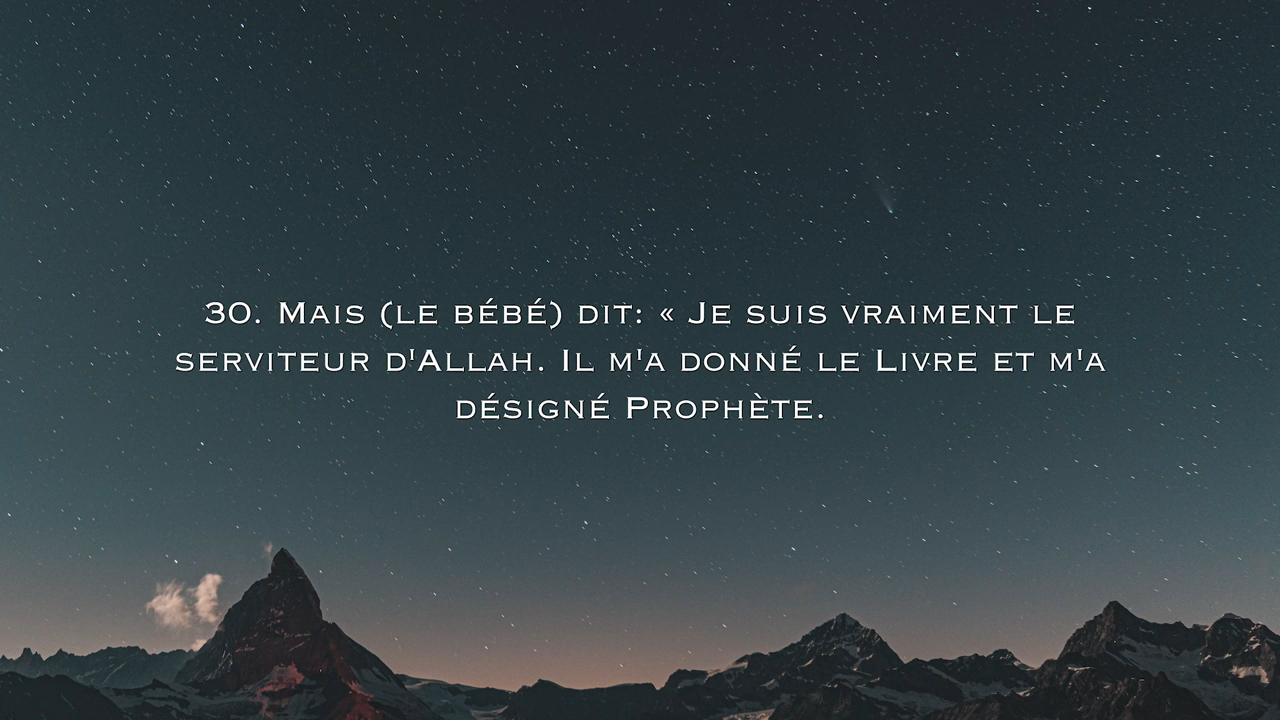 30. Mais (le bébé) dit: « Je suis vraiment le
serviteur d'Allah. Il m'a donné le Livre et m'a
désigné Prophète.